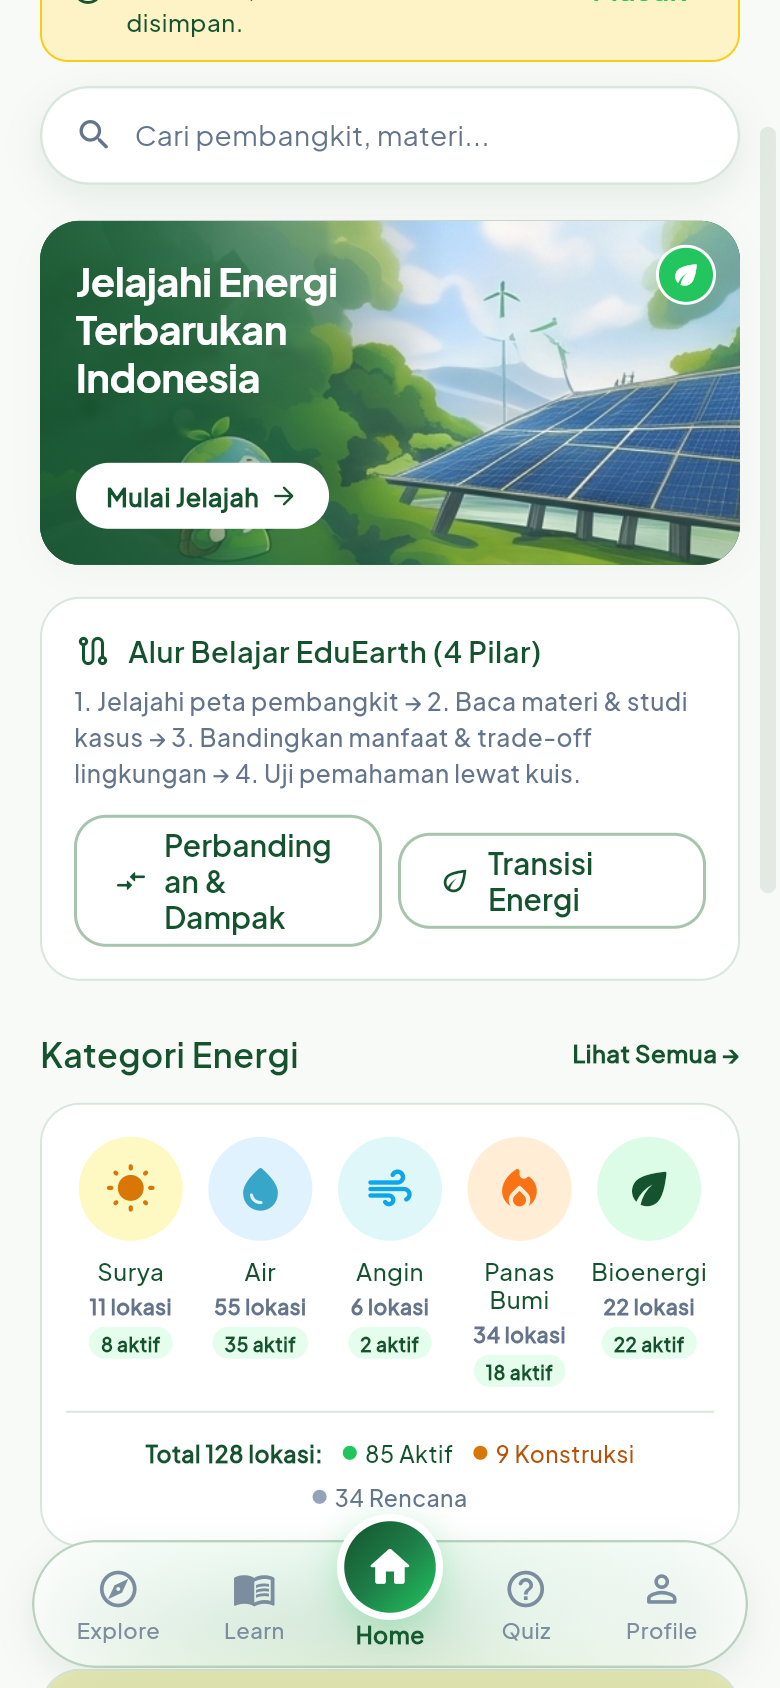 disimpan.
Cari pembangkit, materi...
Jelajahi Energi
Terbarukan
Indonesia
Mulai Jelajah →
Alur Belajar EduEarth (4 Pilar)
1. Jelajahi peta pembangkit → 2. Baca materi & studi
kasus → 3. Bandingkan manfaat & trade-off
lingkungan → 4. Uji pemahaman lewat kuis.
Perbanding
an &
Dampak
Transisi
Energi
Kategori Energi
Lihat Semua →
Surya
11 lokasi
8 aktif
Air
55 lokasi
35 aktif
Angin
6 lokasi
2 aktif
Panas
Bumi
34 lokasi
18 aktif
Bioenergi
22 lokasi
22 aktif
Total 128 lokasi: 85 Aktif 9 Konstruksi
34 Rencana
Explore
Learn
Home
Quiz
Profile